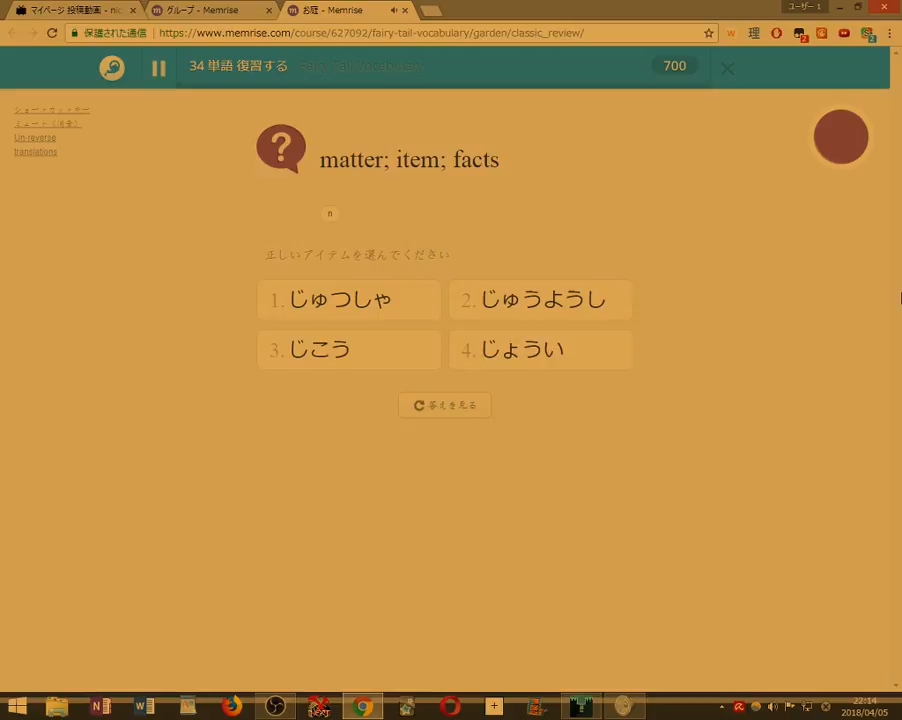 マイページ 投稿動画 - nic
グループ - Memrise
お庭 - Memrise
ユーザー 1
保護された通信
https://www.memrise.com/course/627092/fairy-tail-vocabulary/garden/classic_review/
34 単語 復習する
Fairy Tail Vocabulary
700
Un-reverse
translations
matter; item; facts
n
正しいアイテムを選んでください
1. じゅつしゃ
2. じゅうようし
3. じこう
4. じょうい
答えを見る
22:14
2018/04/05